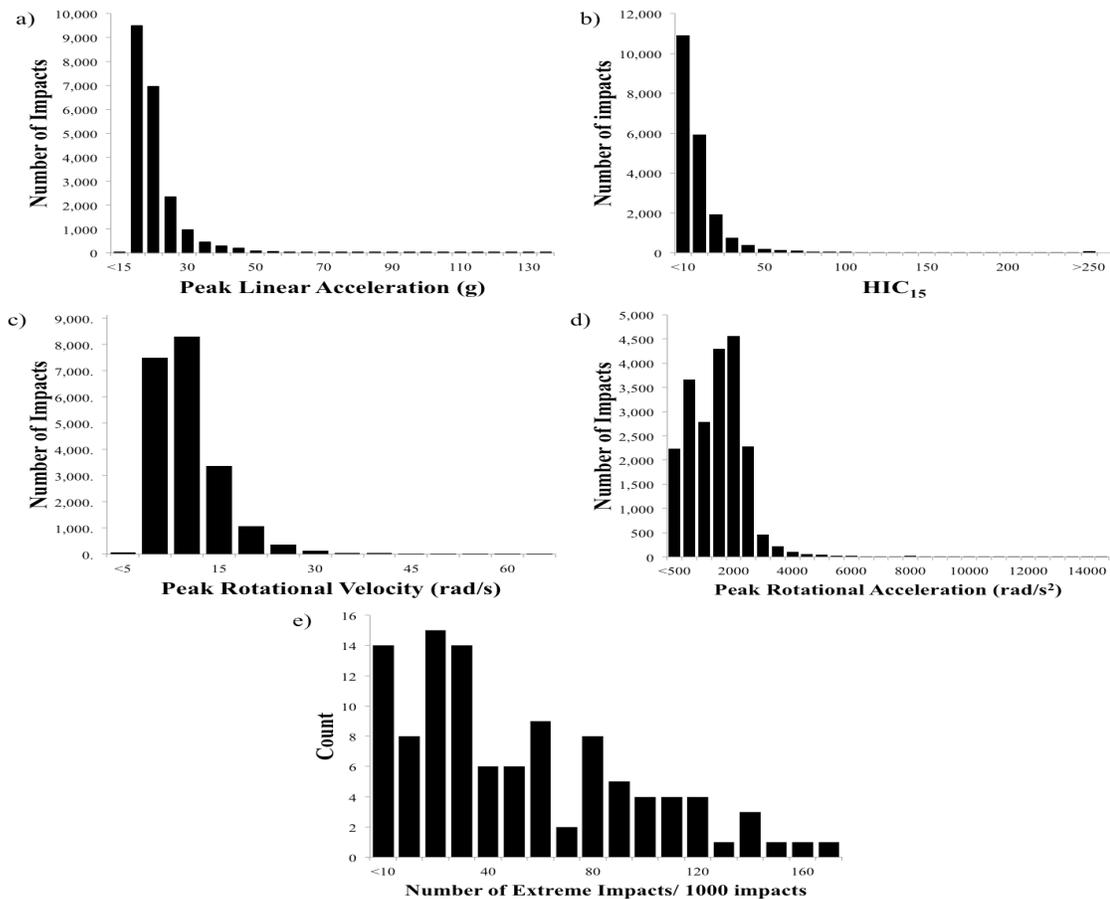 a)
Number of Impacts
10,000
9,000
8,000
7,000
6,000
5,000
4,000
3,000
2,000
1,000
0
<15 30 50 70 90 110 130
Peak Linear Acceleration (g)
b)
Number of impacts
12,000
10,000
8,000
6,000
4,000
2,000
0
<10 50 100 150 200 >250
HIC15
c)
Number of Impacts
9,000.
8,000.
7,000.
6,000.
5,000.
4,000.
3,000.
2,000.
1,000.
0.
<5 15 30 45 60
Peak Rotational Velocity (rad/s)
d)
Number of Impacts
5,000
4,500
4,000
3,500
3,000
2,500
2,000
1,500
1,000
500
0
<500 2000 4000 6000 8000 10000 12000 14000
Peak Rotational Acceleration (rad/s²)
e)
Count
16
14
12
10
8
6
4
2
0
<10 40 80 120 160
Number of Extreme Impacts/ 1000 impacts